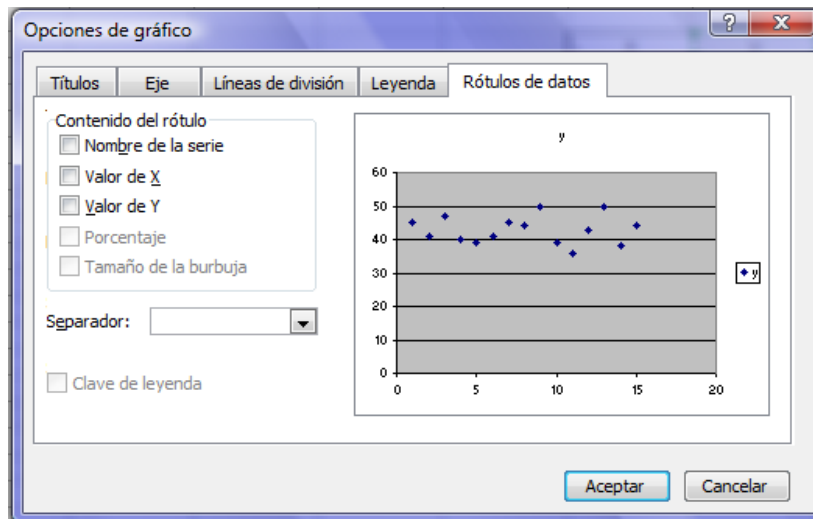 Opciones de gráfico
Títulos Eje Líneas de división Leyenda Rótulos de datos
Contenido del rótulo
Nombre de la serie
Valor de X
Valor de Y
Porcentaje
Tamaño de la burbuja
Separador:
Clave de leyenda
y
60
50
40
30
20
10
0
0 5 10 15 20
y
Aceptar Cancelar